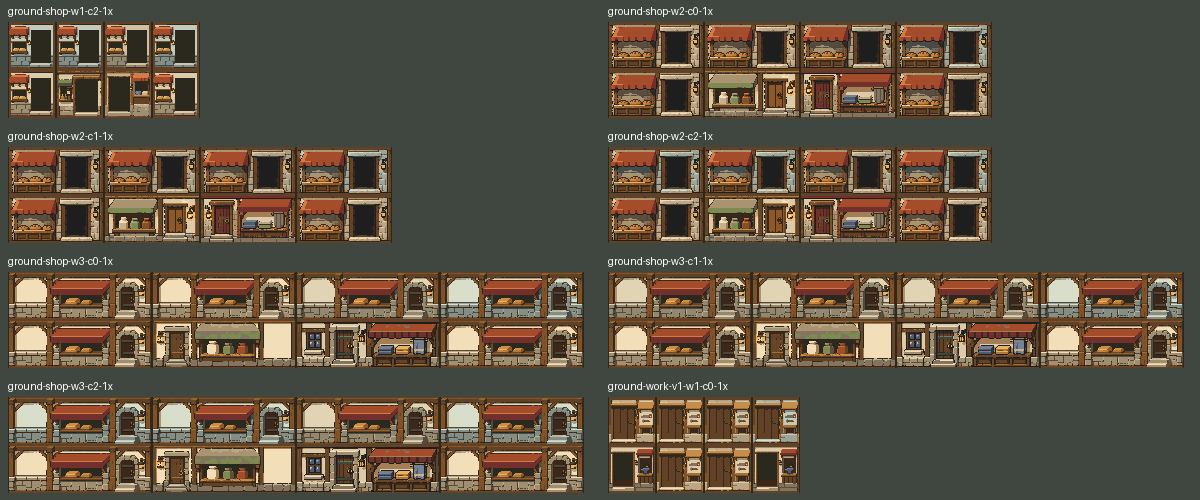 ground-shop-w1-c2-1x
ground-shop-w2-c0-1x
ground-shop-w2-c1-1x
ground-shop-w2-c2-1x
ground-shop-w3-c0-1x
ground-shop-w3-c1-1x
ground-shop-w3-c2-1x
ground-work-v1-w1-c0-1x